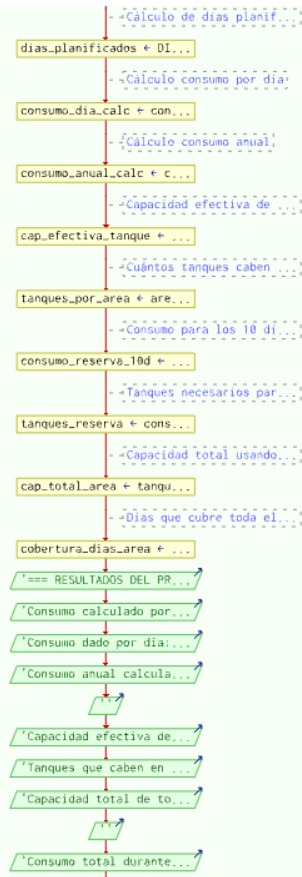 Cálculo de días planif...
dias_planificados ← DI...
Cálculo consumo por día:
consumo_dia_calc ← con...
Cálculo consumo anual,
consumo_anual_calc ← c...
Capacidad efectiva de ...
cap_efectiva_tanque ← ...
Cuántos tanques caben ...
tanques_por_area ← are...
Consumo para los 10 dí...
consumo_reserva_10d ← ...
Tanques necesarios par...
tanques_reserva ← cons...
Capacidad total usando...
cap_total_area ← tanqu...
Días que cubre toda el...
cobertura_dias_area ← ...
'=== RESULTADOS DEL PR...
'Consumo calculado por...
'Consumo dado por día:...
'Consumo anual calcula...
''
'Capacidad efectiva de...
'Tanques que caben en ...
'Capacidad total de to...
''
'Consumo total durante...